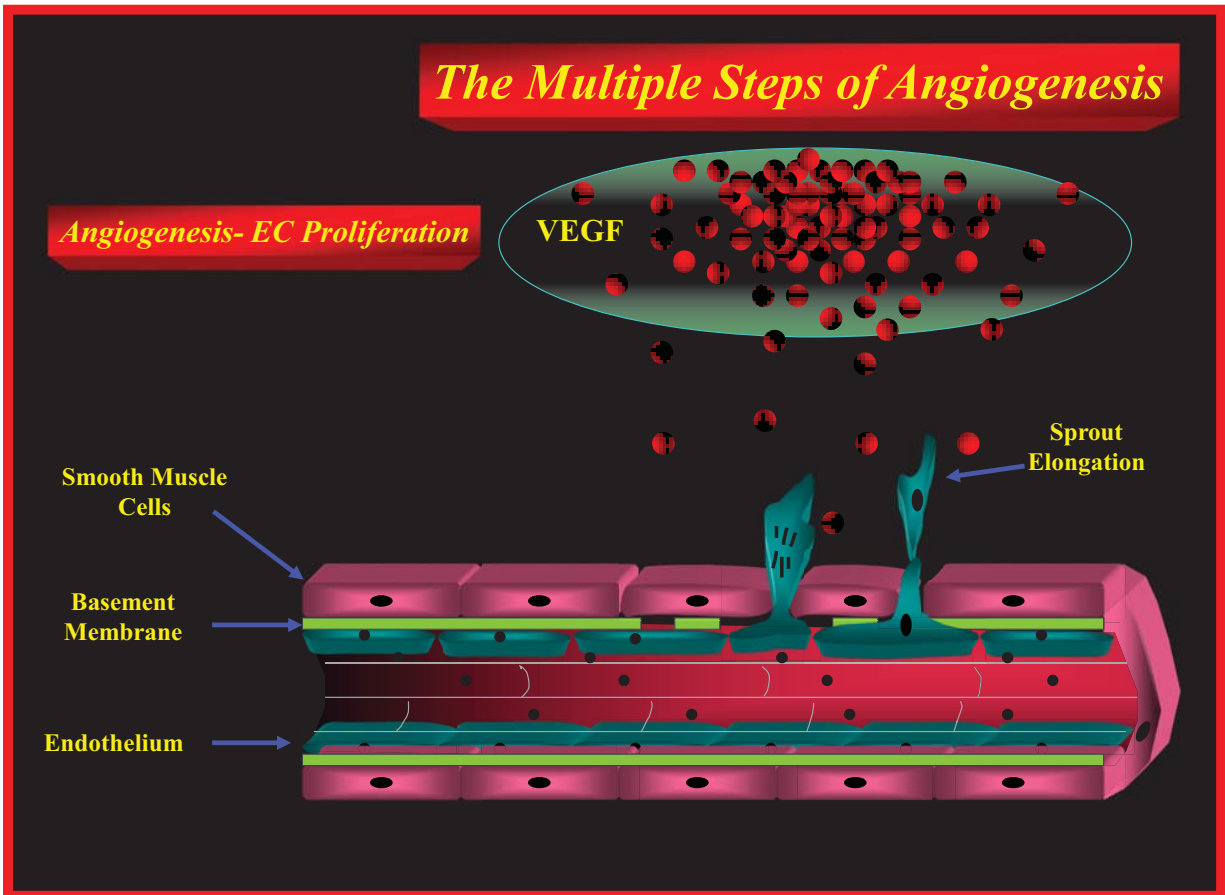 The Multiple Steps of Angiogenesis
Angiogenesis- EC Proliferation
VEGF
Sprout
Elongation
Smooth Muscle
Cells
Basement
Membrane
Endothelium